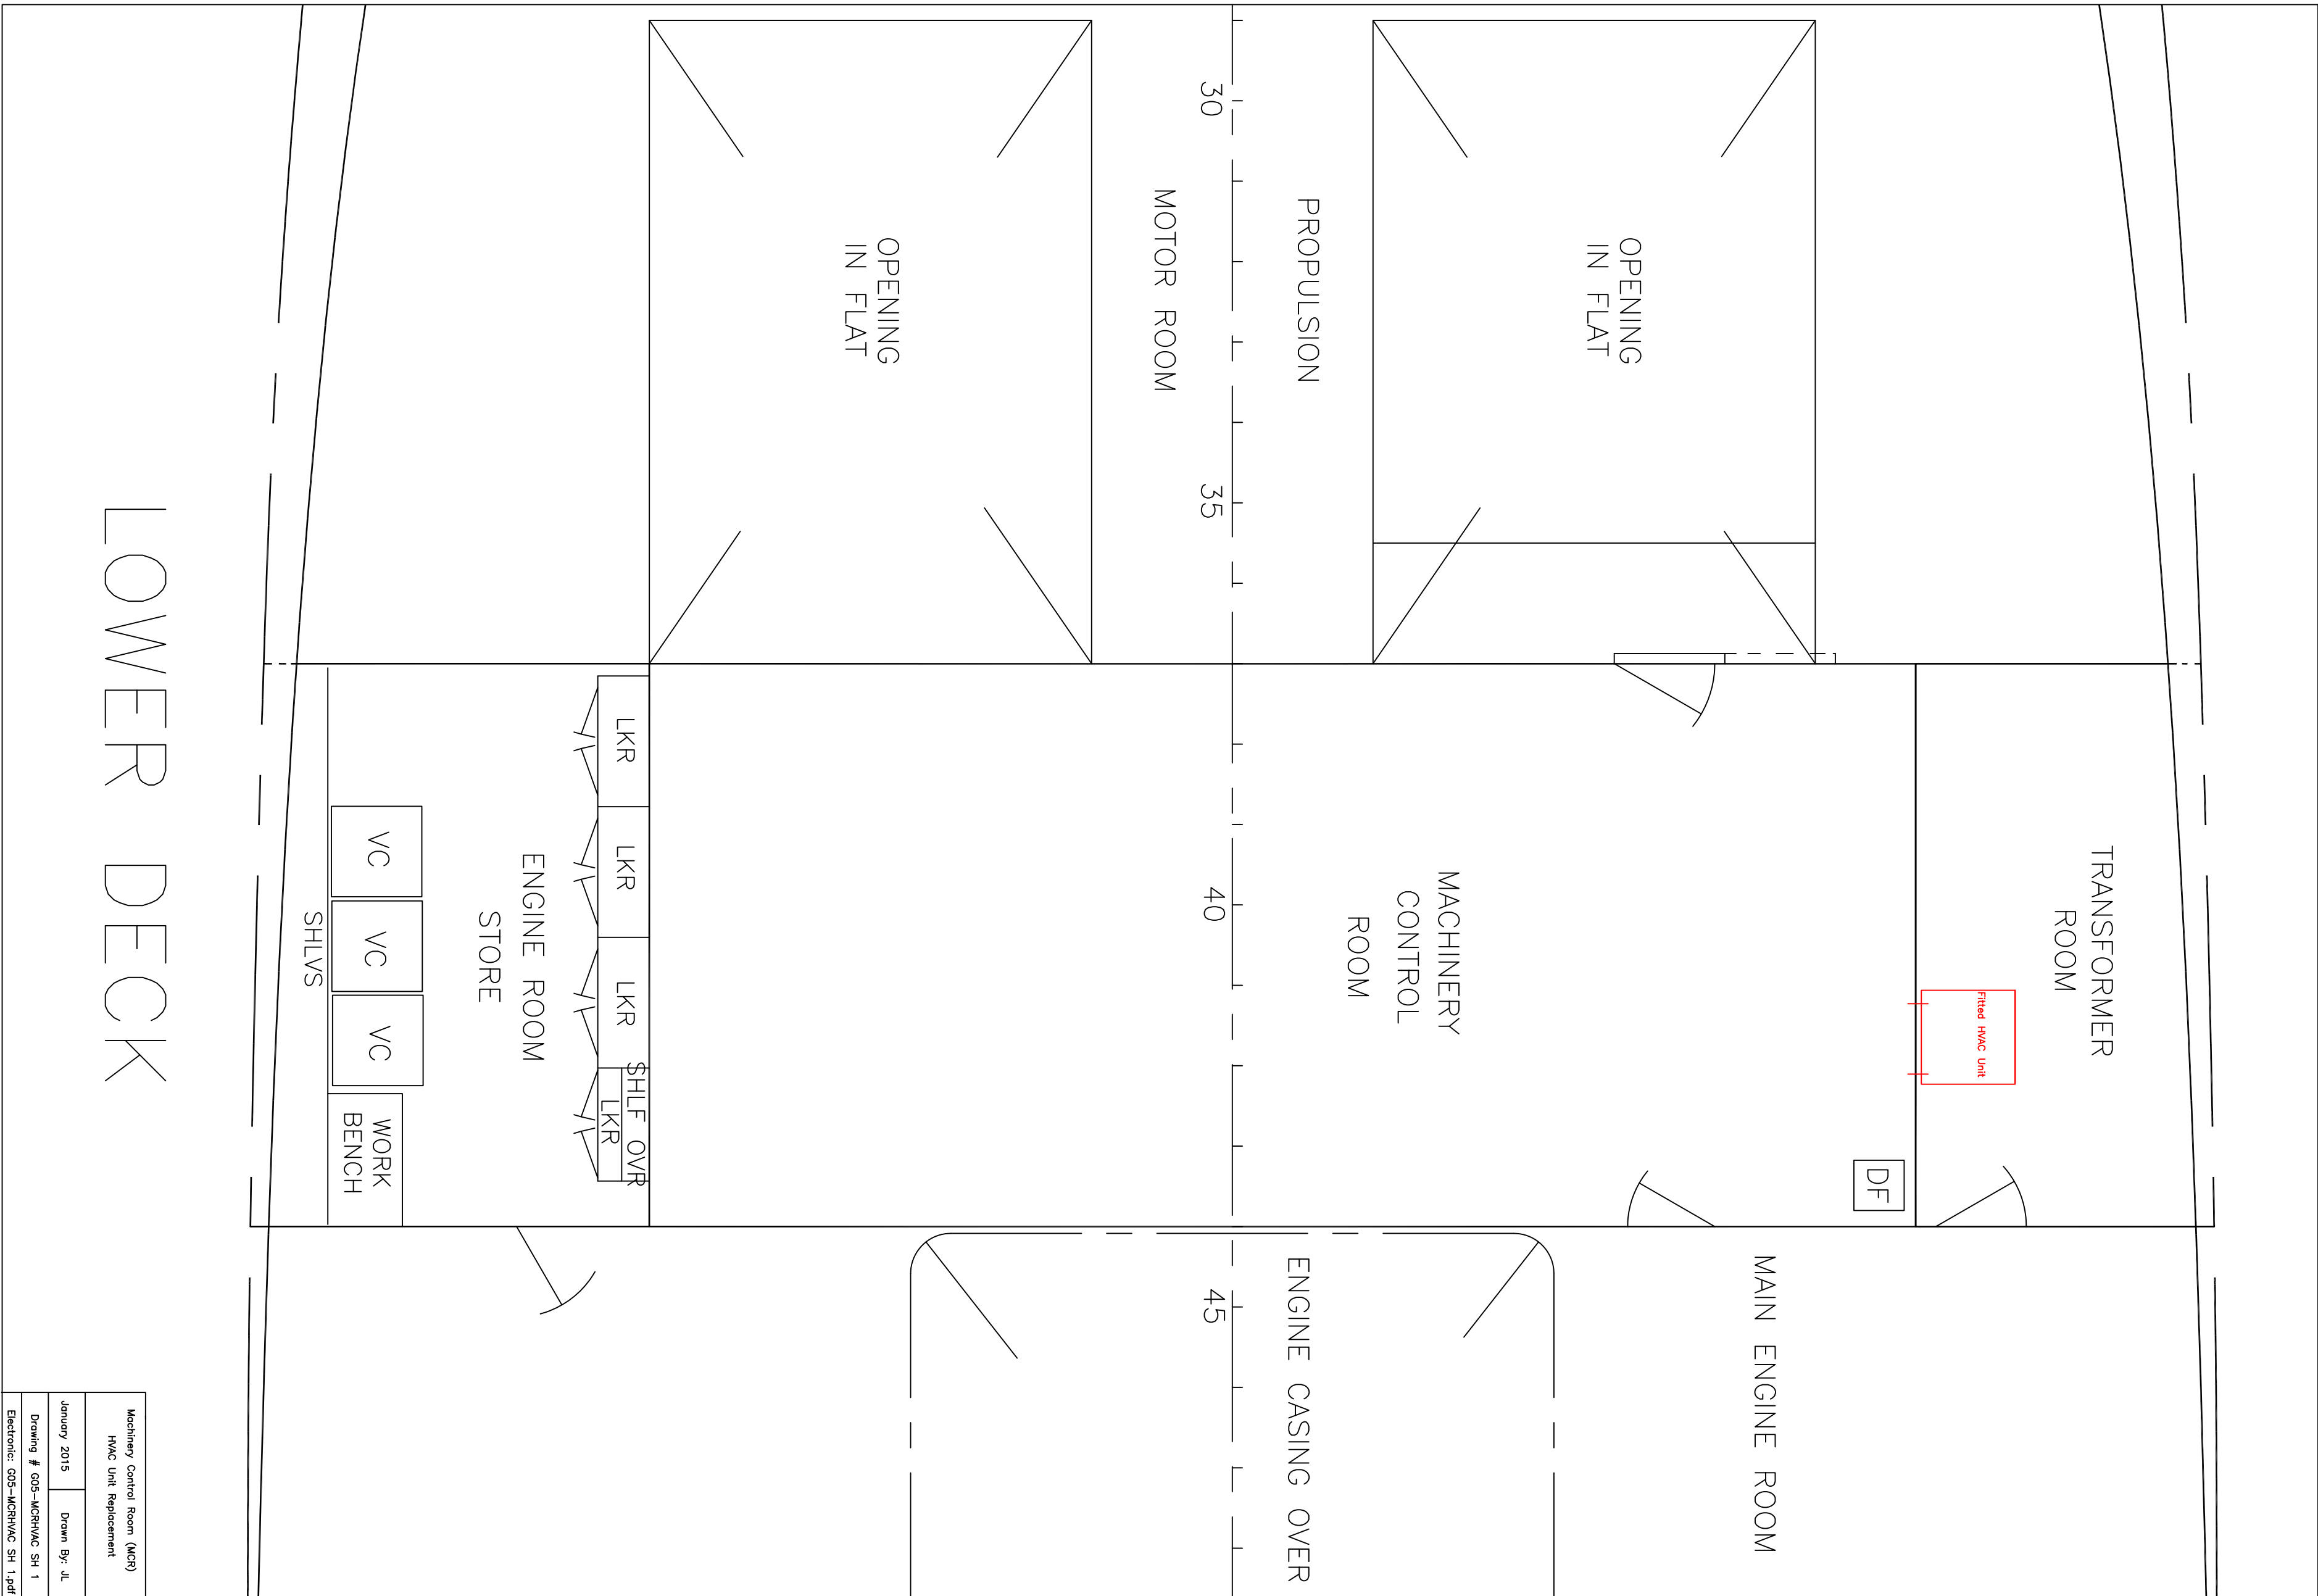 TRANSFORMER
ROOM
Fitted HVAC Unit
DF
OPENING
IN FLAT
PROPULSION
MOTOR ROOM
MACHINERY
CONTROL
ROOM
MAIN ENGINE ROOM
ENGINE CASING OVER
30
35
40
45
OPENING
IN FLAT
LKR
LKR
LKR
SHLF OVR
LKR
ENGINE ROOM
STORE
VC
VC
VC
WORK
BENCH
SHLVS
LOWER DECK
Machinery Control Room (MCR)
HVAC Unit Replacement
January 2015
Drawn By: JL
Drawing # G05-MCRHVAC SH 1
Electronic: G05-MCRHVAC SH 1.pdf